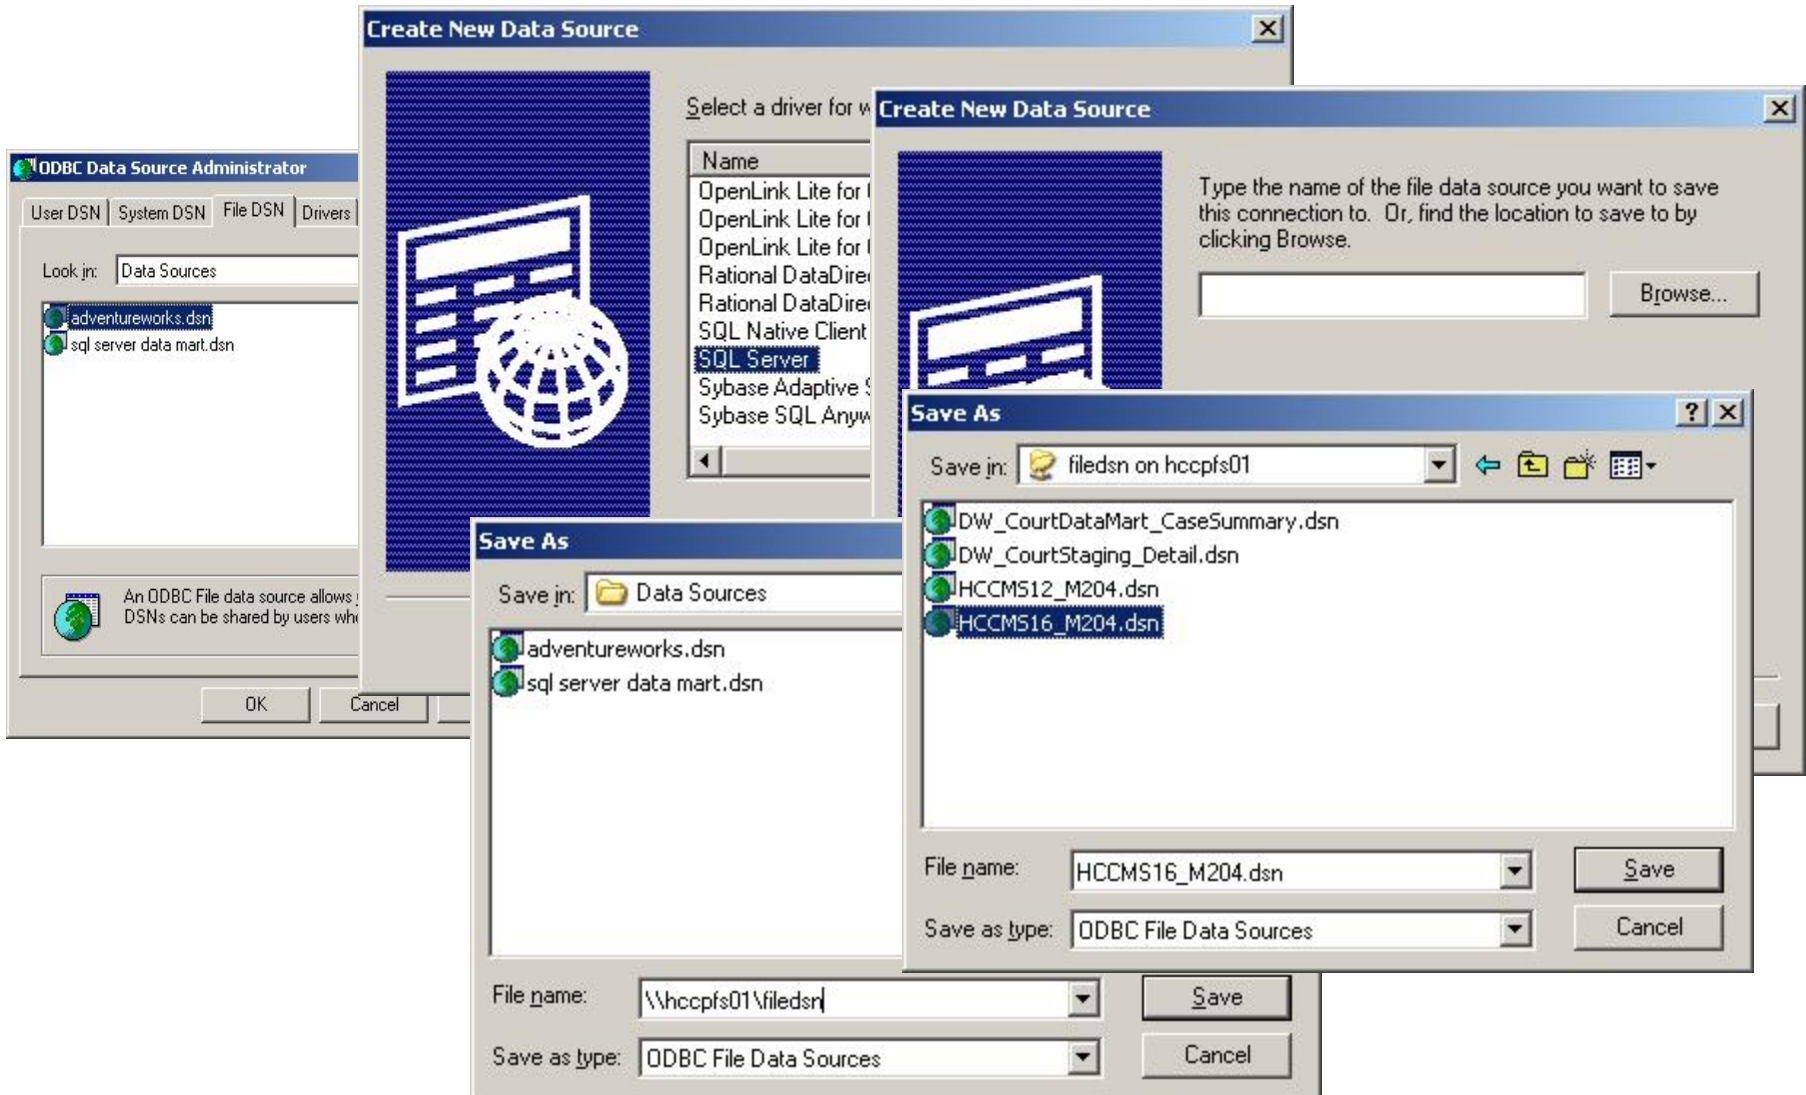 Create New Data Source
Select a driver for w
Name
OpenLink Lite for
OpenLink Lite for
OpenLink Lite for
Rational DataDirec
Rational DataDirec
SQL Native Client
SQL Server
Sybase Adaptive S
Sybase SQL Anyw
ODBC Data Source Administrator
User DSN
System DSN
File DSN
Drivers
Look in:
Data Sources
adventureworks.dsn
sql server data mart.dsn
An ODBC File data source allows
DSNs can be shared by users who
OK
Cancel
Create New Data Source
Type the name of the file data source you want to save
this connection to. Or, find the location to save to by
clicking Browse.
Browse...
Save As
Save in:
Data Sources
adventureworks.dsn
sql server data mart.dsn
File name:
\\hccpfs01\filedsn
Save
Save as type:
ODBC File Data Sources
Cancel
Save As
Save in:
filedsn on hccpfs01
DW_CourtDataMart_CaseSummary.dsn
DW_CourtStaging_Detail.dsn
HCCMS12_M204.dsn
HCCMS16_M204.dsn
File name:
HCCMS16_M204.dsn
Save
Save as type:
ODBC File Data Sources
Cancel